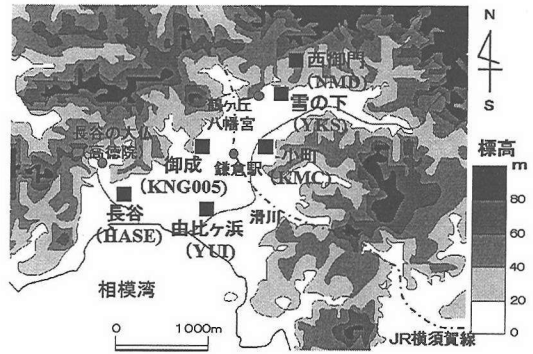 N
S
西御門
(NMD)
鶴ヶ丘
八幡宮
雪の下
(YKS)
長谷の大仏
(高徳院)
御成
(KNG005)
鎌倉駅
小町
(KMC)
長谷
(HASE)
由比ヶ浜
(YUI)
滑川
相模湾
0 1000m
JR横須賀線
標高
m
80
60
40
20
0